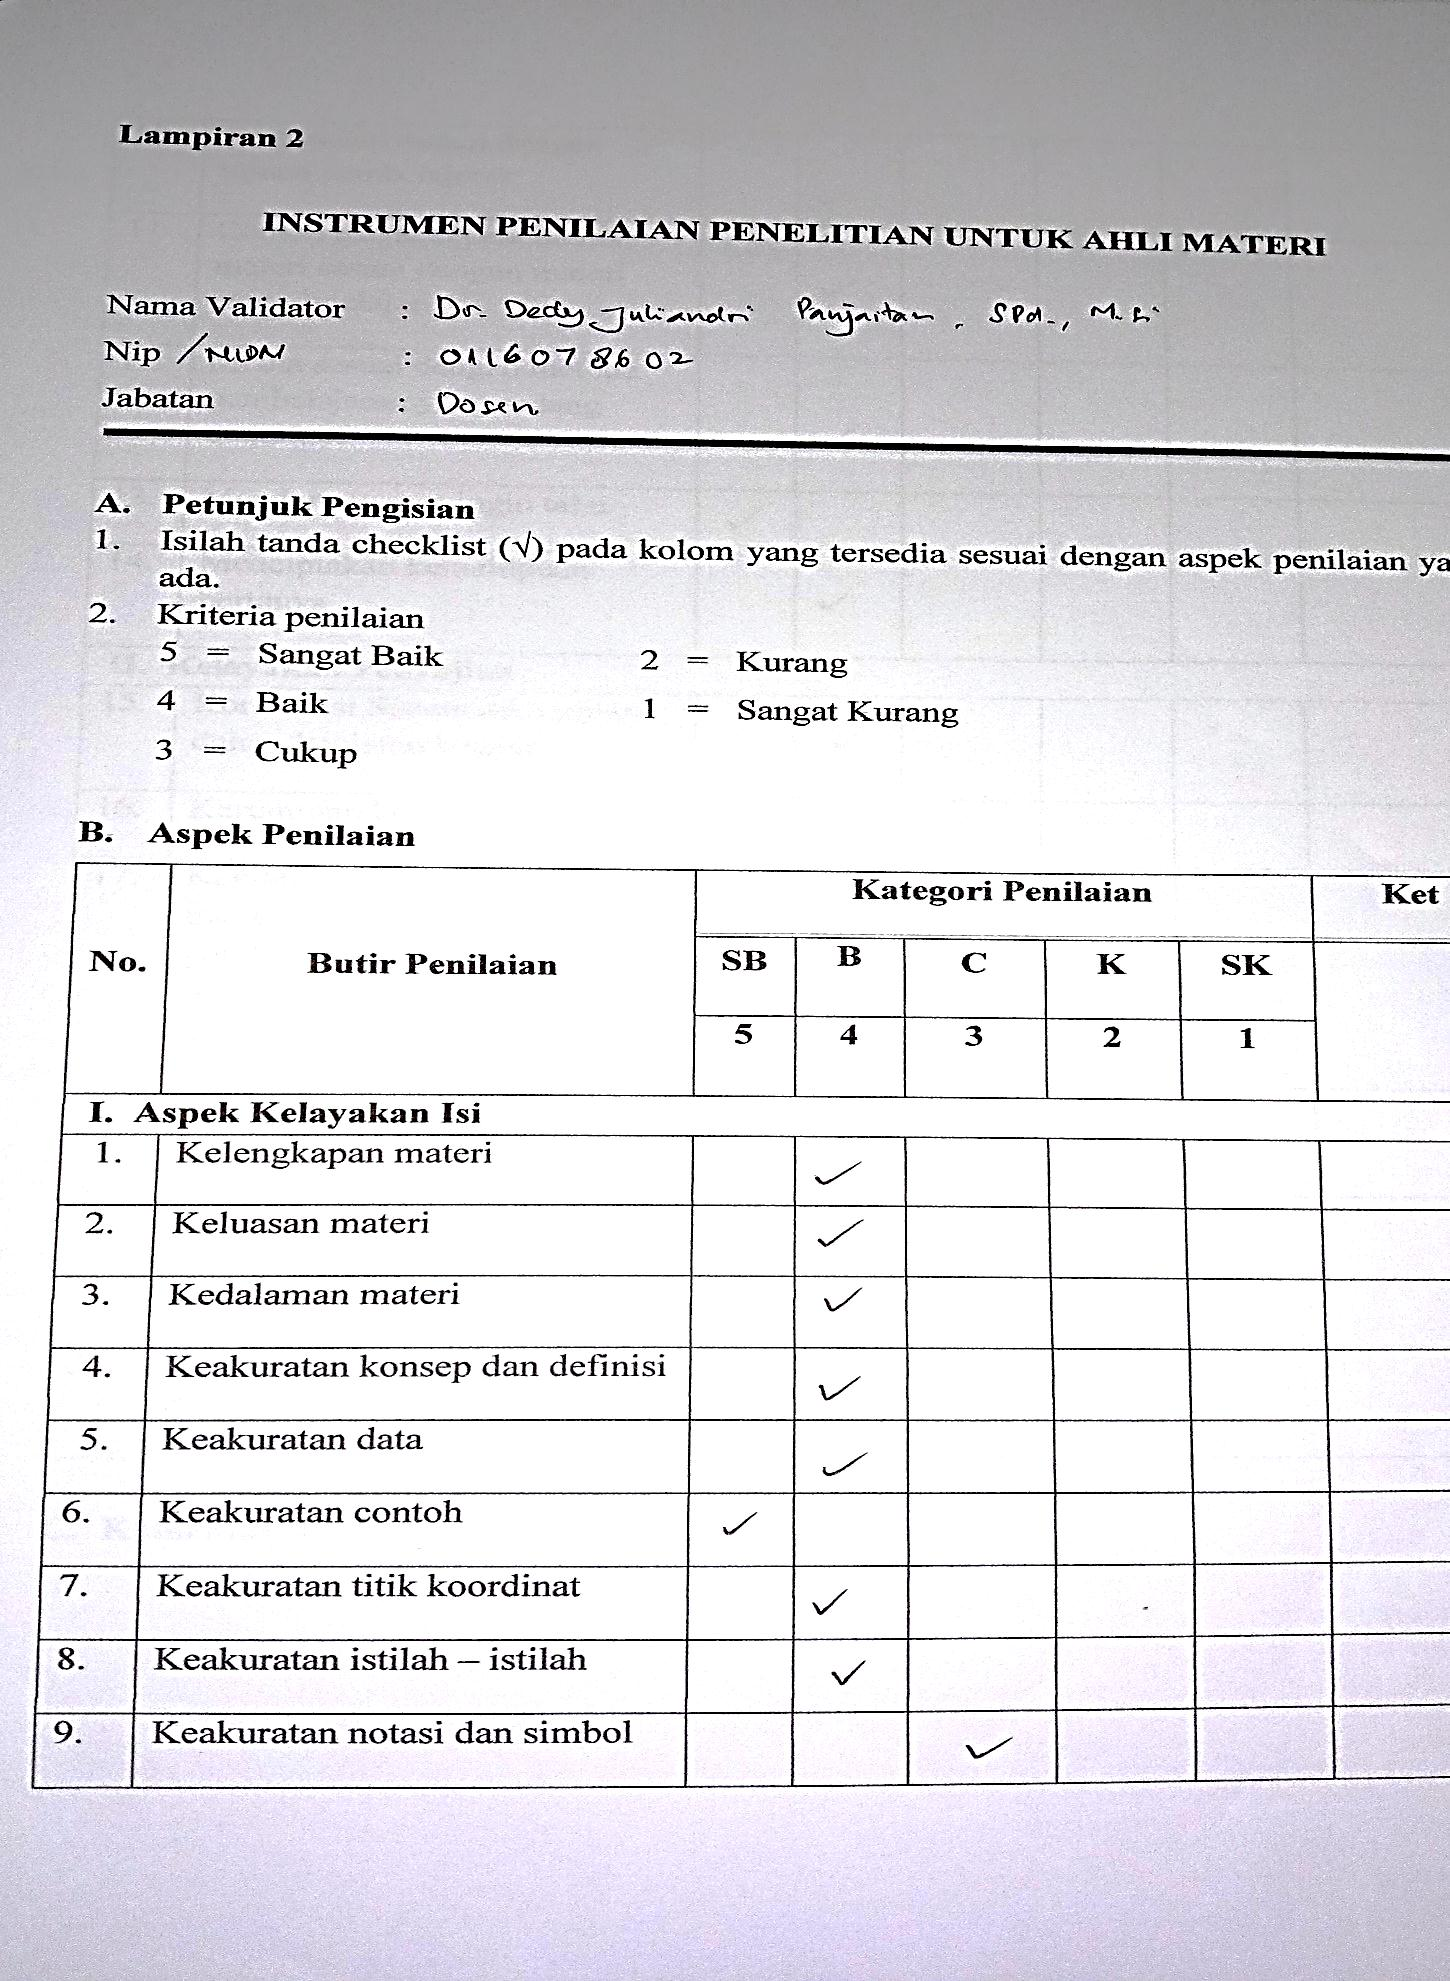 Lampiran 2
INSTRUMEN PENILAIAN PENELITIAN UNTUK AHLI MATERI
Nama Validator : Dr. Dedy Juliandri Panjaitan, SPd., M.Si
Nip /NIDN : 0116078602
Jabatan : Dosen
A. Petunjuk Pengisian
1. Isilah tanda checklist (√) pada kolom yang tersedia sesuai dengan aspek penilaian ya
ada.
2. Kriteria penilaian
5 = Sangat Baik 2 = Kurang
4 = Baik 1 = Sangat Kurang
3 = Cukup
B. Aspek Penilaian
No. Butir Penilaian Kategori Penilaian Ket
SB B C K SK
5 4 3 2 1
I. Aspek Kelayakan Isi
1. Kelengkapan materi ✓
2. Keluasan materi ✓
3. Kedalaman materi ✓
4. Keakuratan konsep dan definisi ✓
5. Keakuratan data ✓
6. Keakuratan contoh ✓
7. Keakuratan titik koordinat ✓
8. Keakuratan istilah – istilah ✓
9. Keakuratan notasi dan simbol ✓